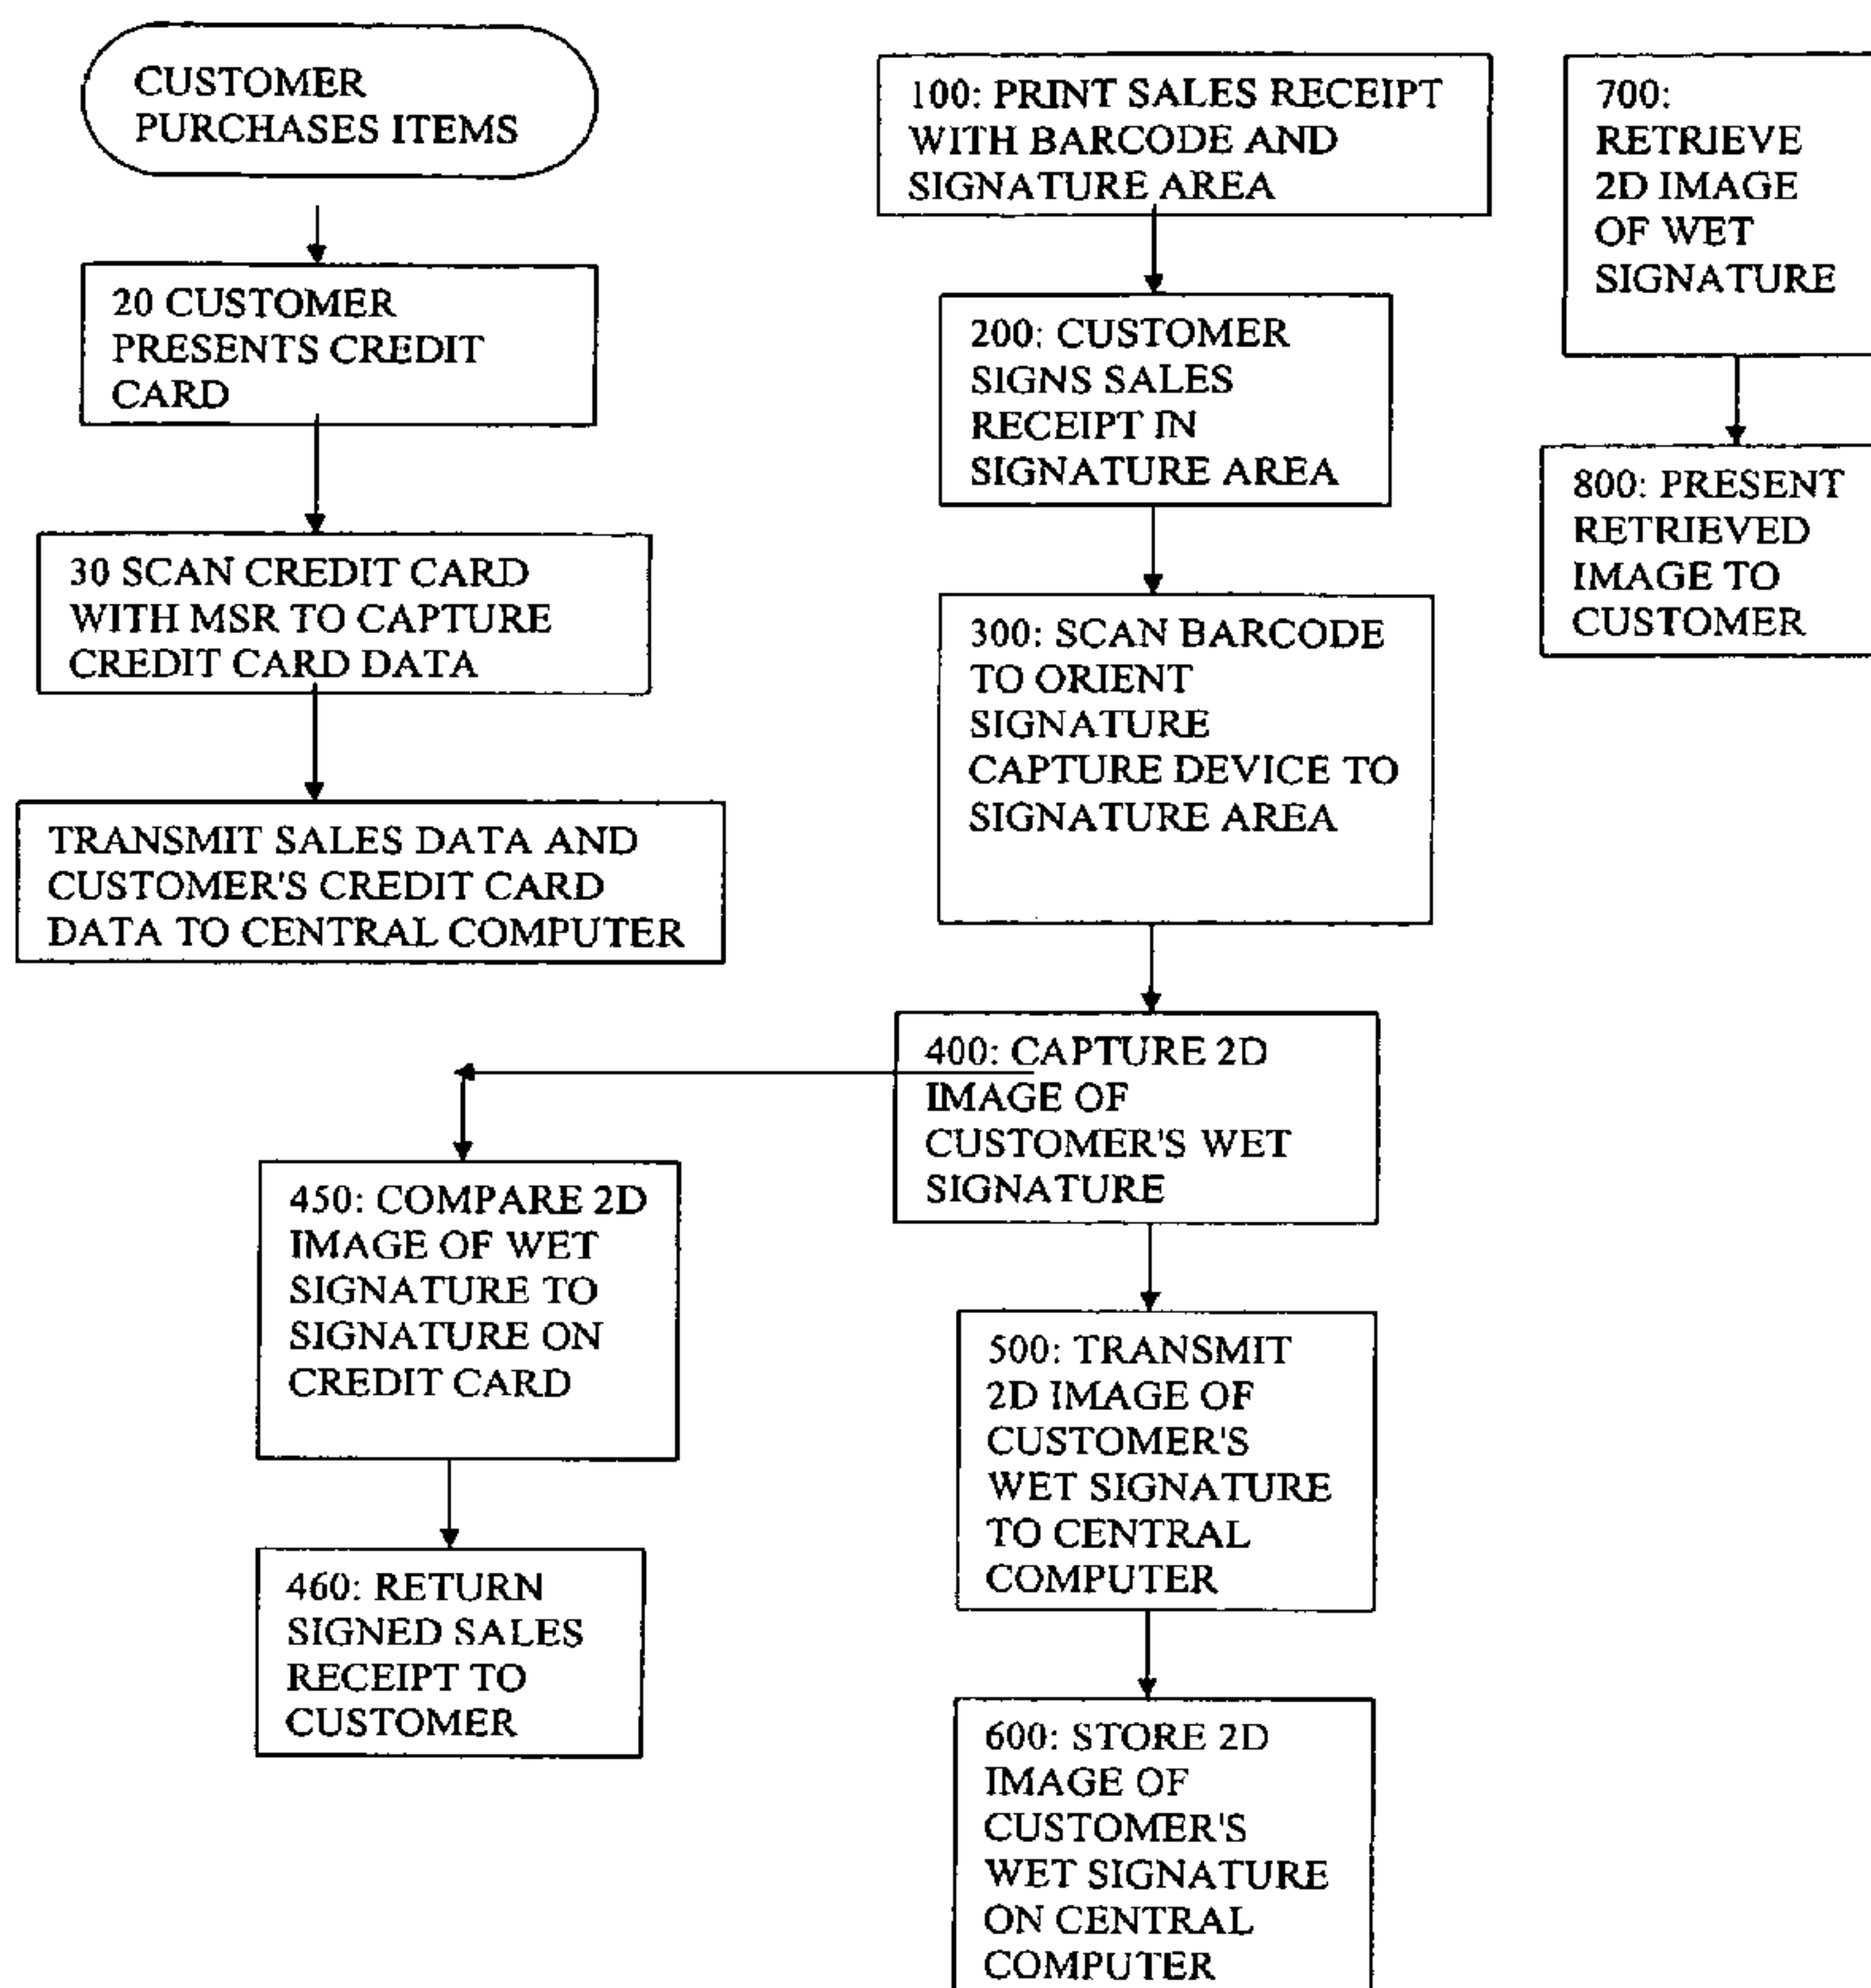 CUSTOMER
PURCHASES ITEMS
20 CUSTOMER
PRESENTS CREDIT
CARD
30 SCAN CREDIT CARD
WITH MSR TO CAPTURE
CREDIT CARD DATA
TRANSMIT SALES DATA AND
CUSTOMER'S CREDIT CARD
DATA TO CENTRAL COMPUTER
100: PRINT SALES RECEIPT
WITH BARCODE AND
SIGNATURE AREA
200: CUSTOMER
SIGNS SALES
RECEIPT IN
SIGNATURE AREA
300: SCAN BARCODE
TO ORIENT
SIGNATURE
CAPTURE DEVICE TO
SIGNATURE AREA
400: CAPTURE 2D
IMAGE OF
CUSTOMER'S WET
SIGNATURE
450: COMPARE 2D
IMAGE OF WET
SIGNATURE TO
SIGNATURE ON
CREDIT CARD
460: RETURN
SIGNED SALES
RECEIPT TO
CUSTOMER
500: TRANSMIT
2D IMAGE OF
CUSTOMER'S
WET SIGNATURE
TO CENTRAL
COMPUTER
600: STORE 2D
IMAGE OF
CUSTOMER'S
WET SIGNATURE
ON CENTRAL
COMPUTER
700:
RETRIEVE
2D IMAGE
OF WET
SIGNATURE
800: PRESENT
RETRIEVED
IMAGE TO
CUSTOMER